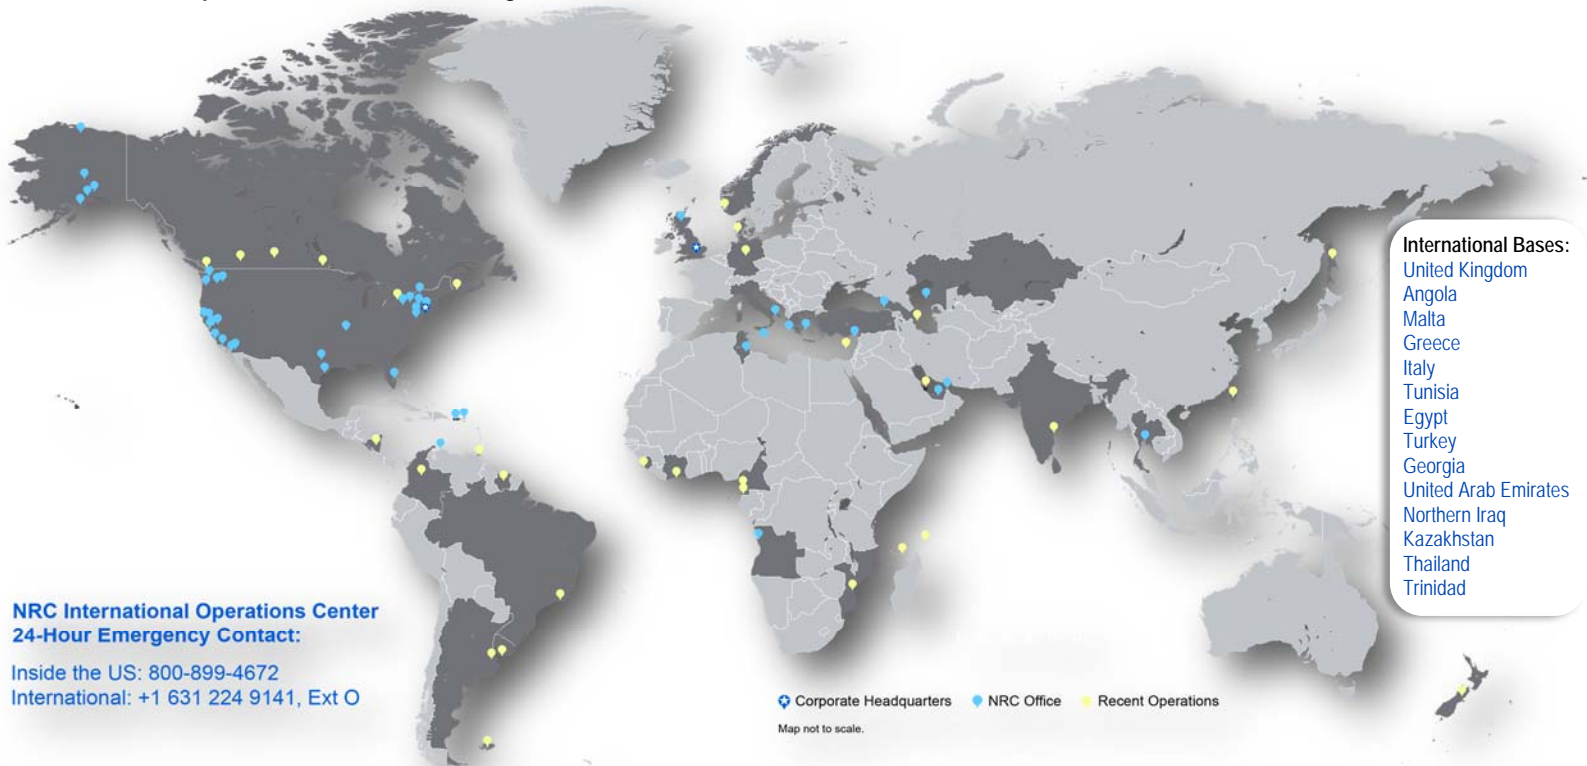 NRC International Operations Center
24-Hour Emergency Contact:
Inside the US: 800-899-4672
International: +1 631 224 9141, Ext O
Corporate Headquarters
NRC Office
Recent Operations
Map not to scale.
International Bases:
United Kingdom
Angola
Malta
Greece
Italy
Tunisia
Egypt
Turkey
Georgia
United Arab Emirates
Northern Iraq
Kazakhstan
Thailand
Trinidad